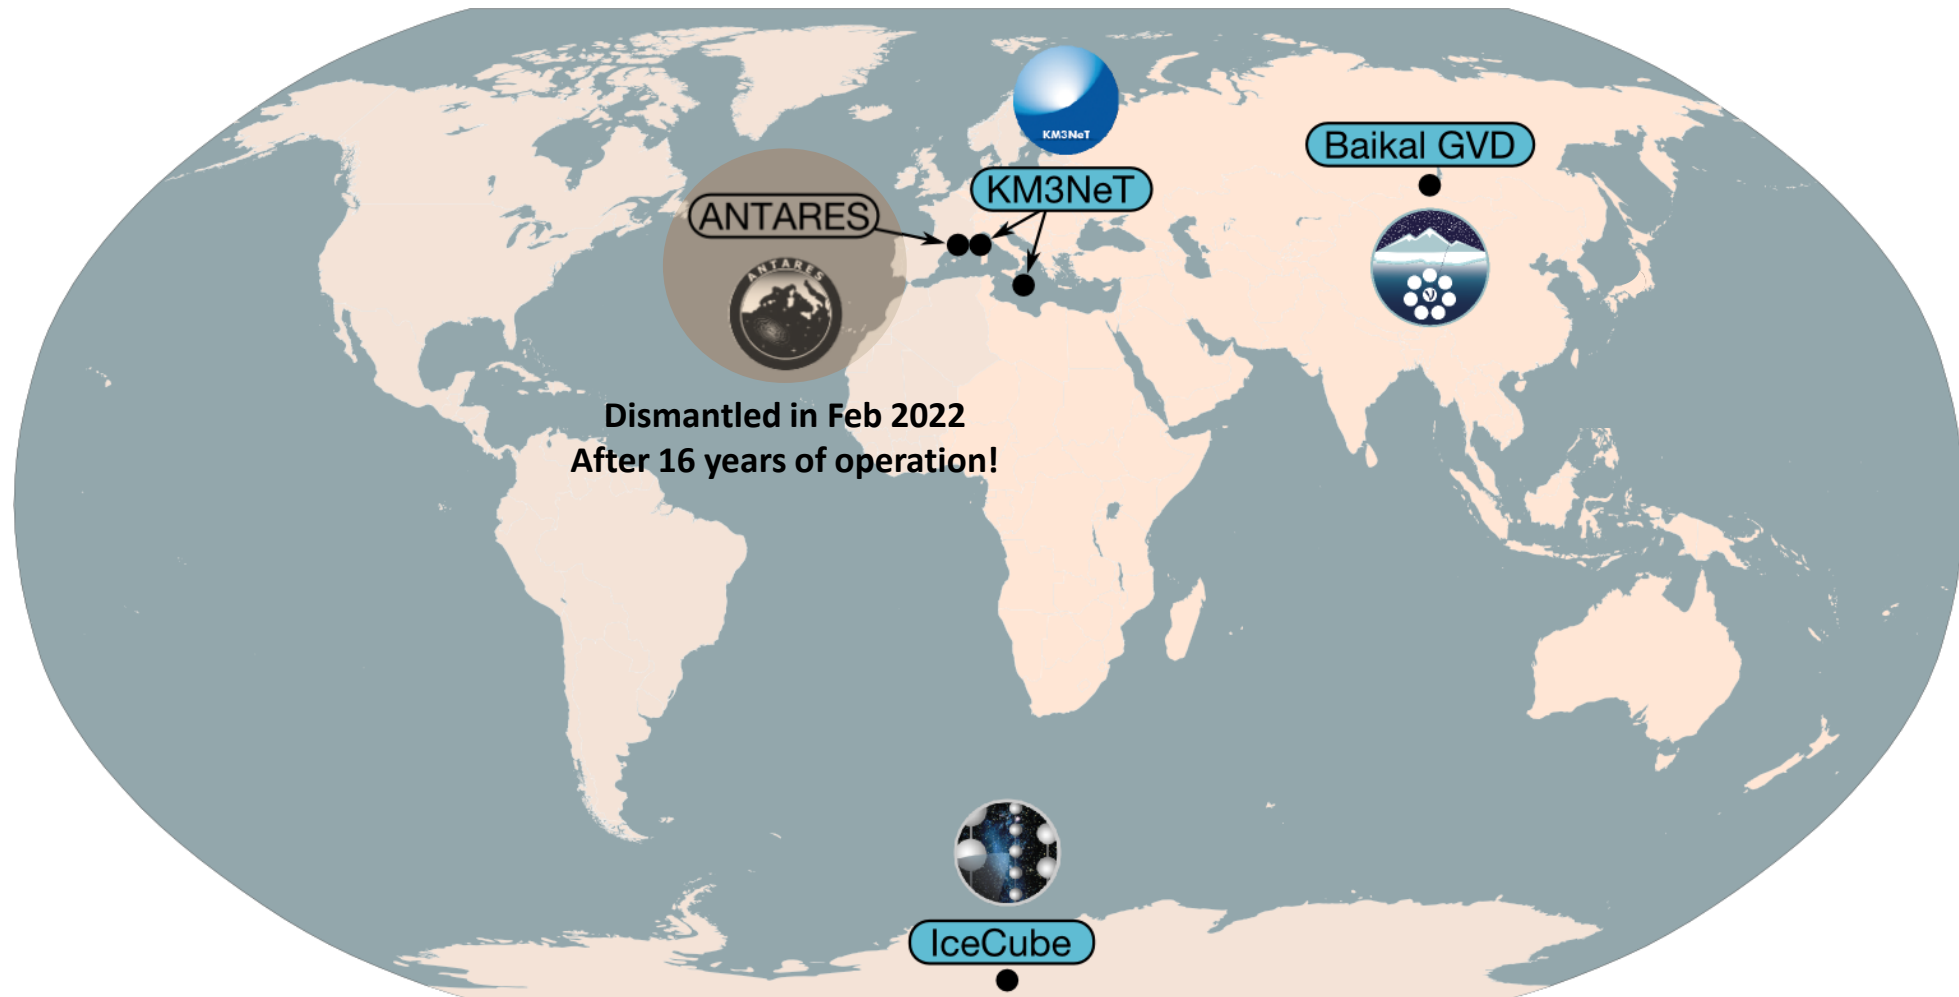 KM3NeT
Baikal GVD
KM3NeT
ANTARES
ANTARES
Dismantled in Feb 2022
After 16 years of operation!
IceCube